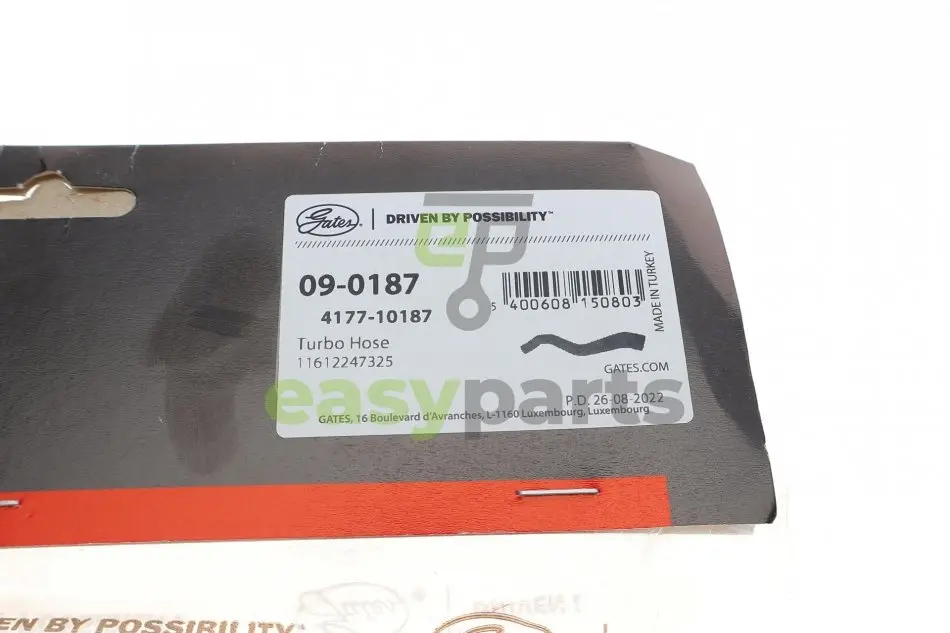 Gates® | DRIVEN BY POSSIBILITY™
09-0187
4177-10187
5 400608 150803
MADE IN TURKEY
Turbo Hose
11612247325
GATES.COM
P.D. 26-08-2022
GATES, 16 Boulevard d'Avranches, L-1160 Luxembourg, Luxembourg
ep
easyparts
EN BY POSSIBILITY